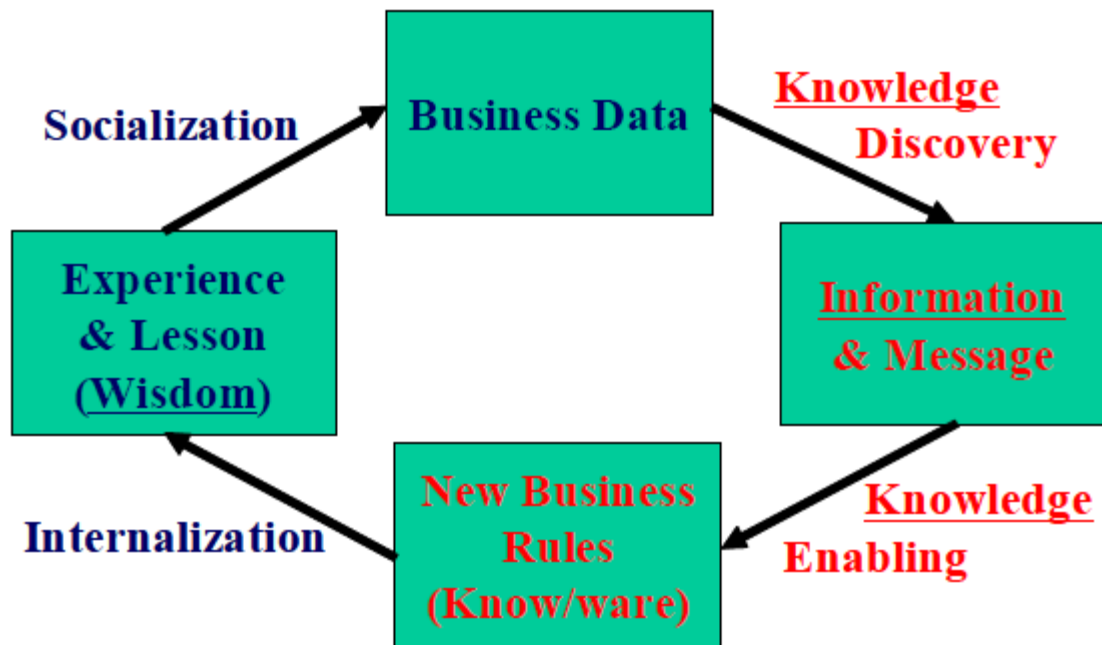 Business Data
Socialization
Knowledge
Discovery
Experience
& Lesson
(Wisdom)
Information
& Message
New Business
Rules
(Know/ware)
Internalization
Knowledge
Enabling